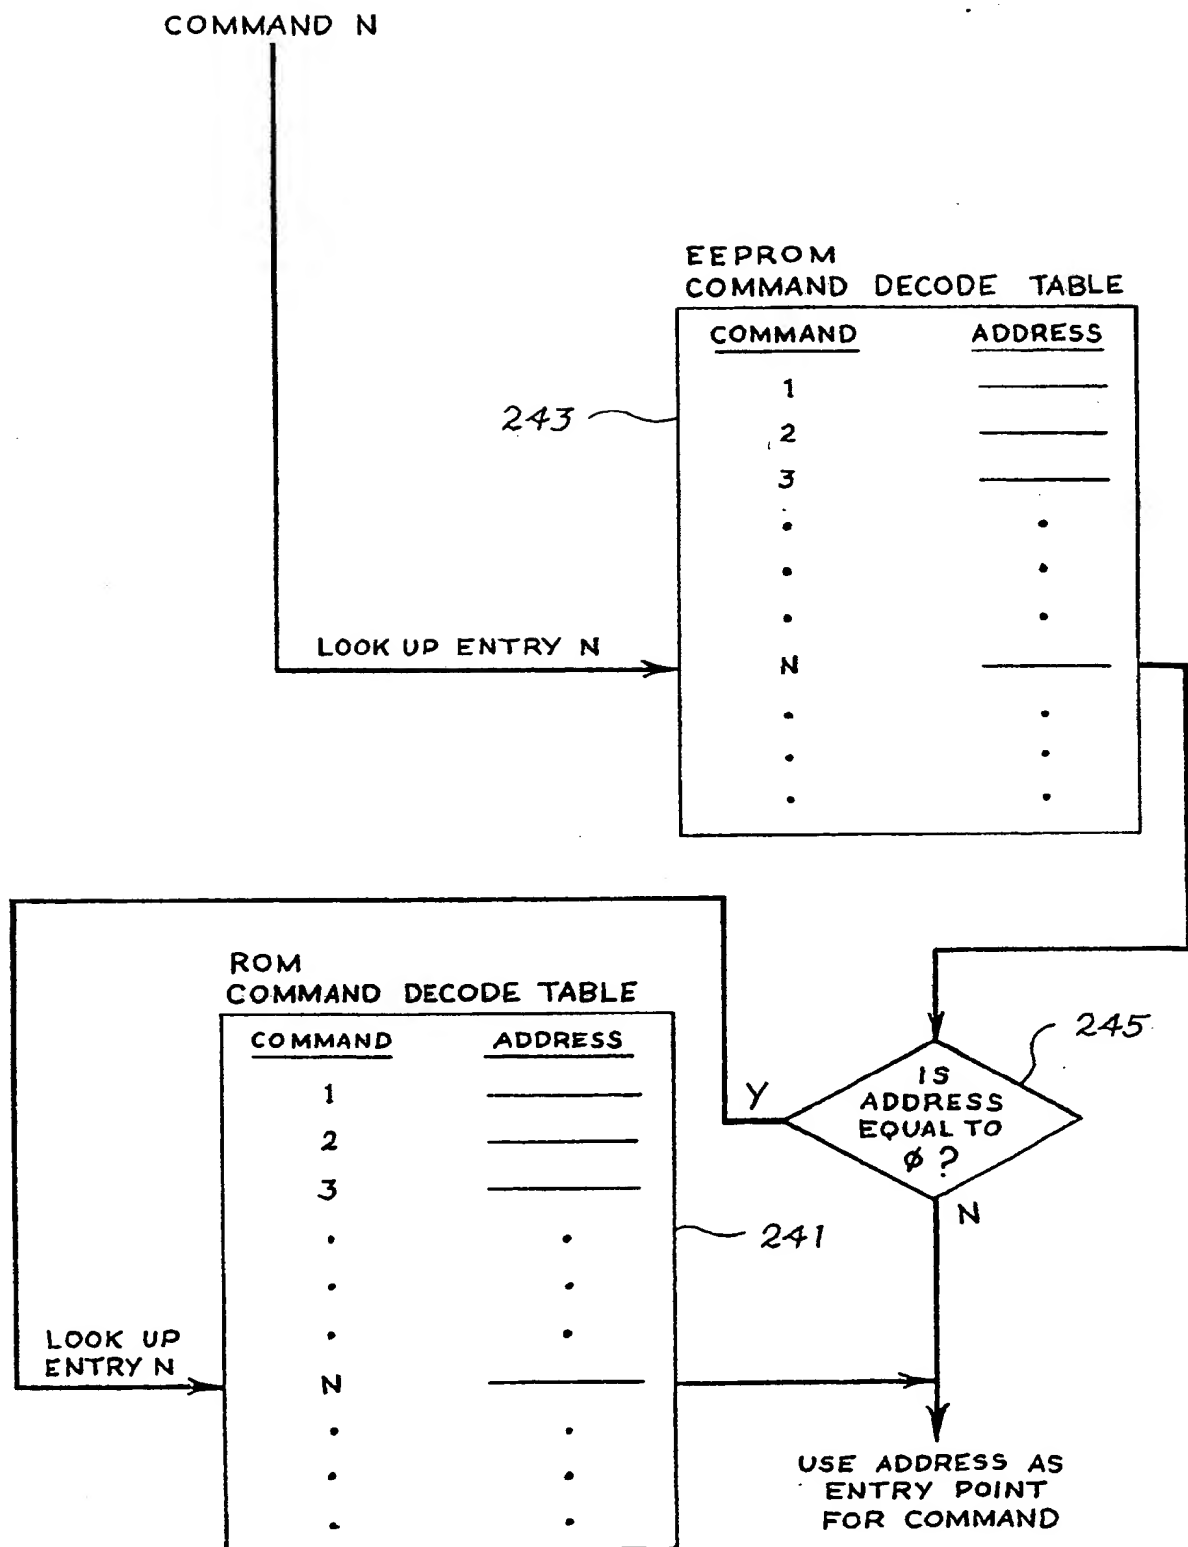 COMMAND N
EEPROM
COMMAND DECODE TABLE
COMMAND ADDRESS
1
243
2
3
LOOK UP ENTRY N
N
ROM
COMMAND DECODE TABLE
COMMAND ADDRESS
1
2
3
241
LOOK UP
ENTRY N
N
245
IS
ADDRESS
EQUAL TO
ø ?
Y
N
USE ADDRESS AS
ENTRY POINT
FOR COMMAND